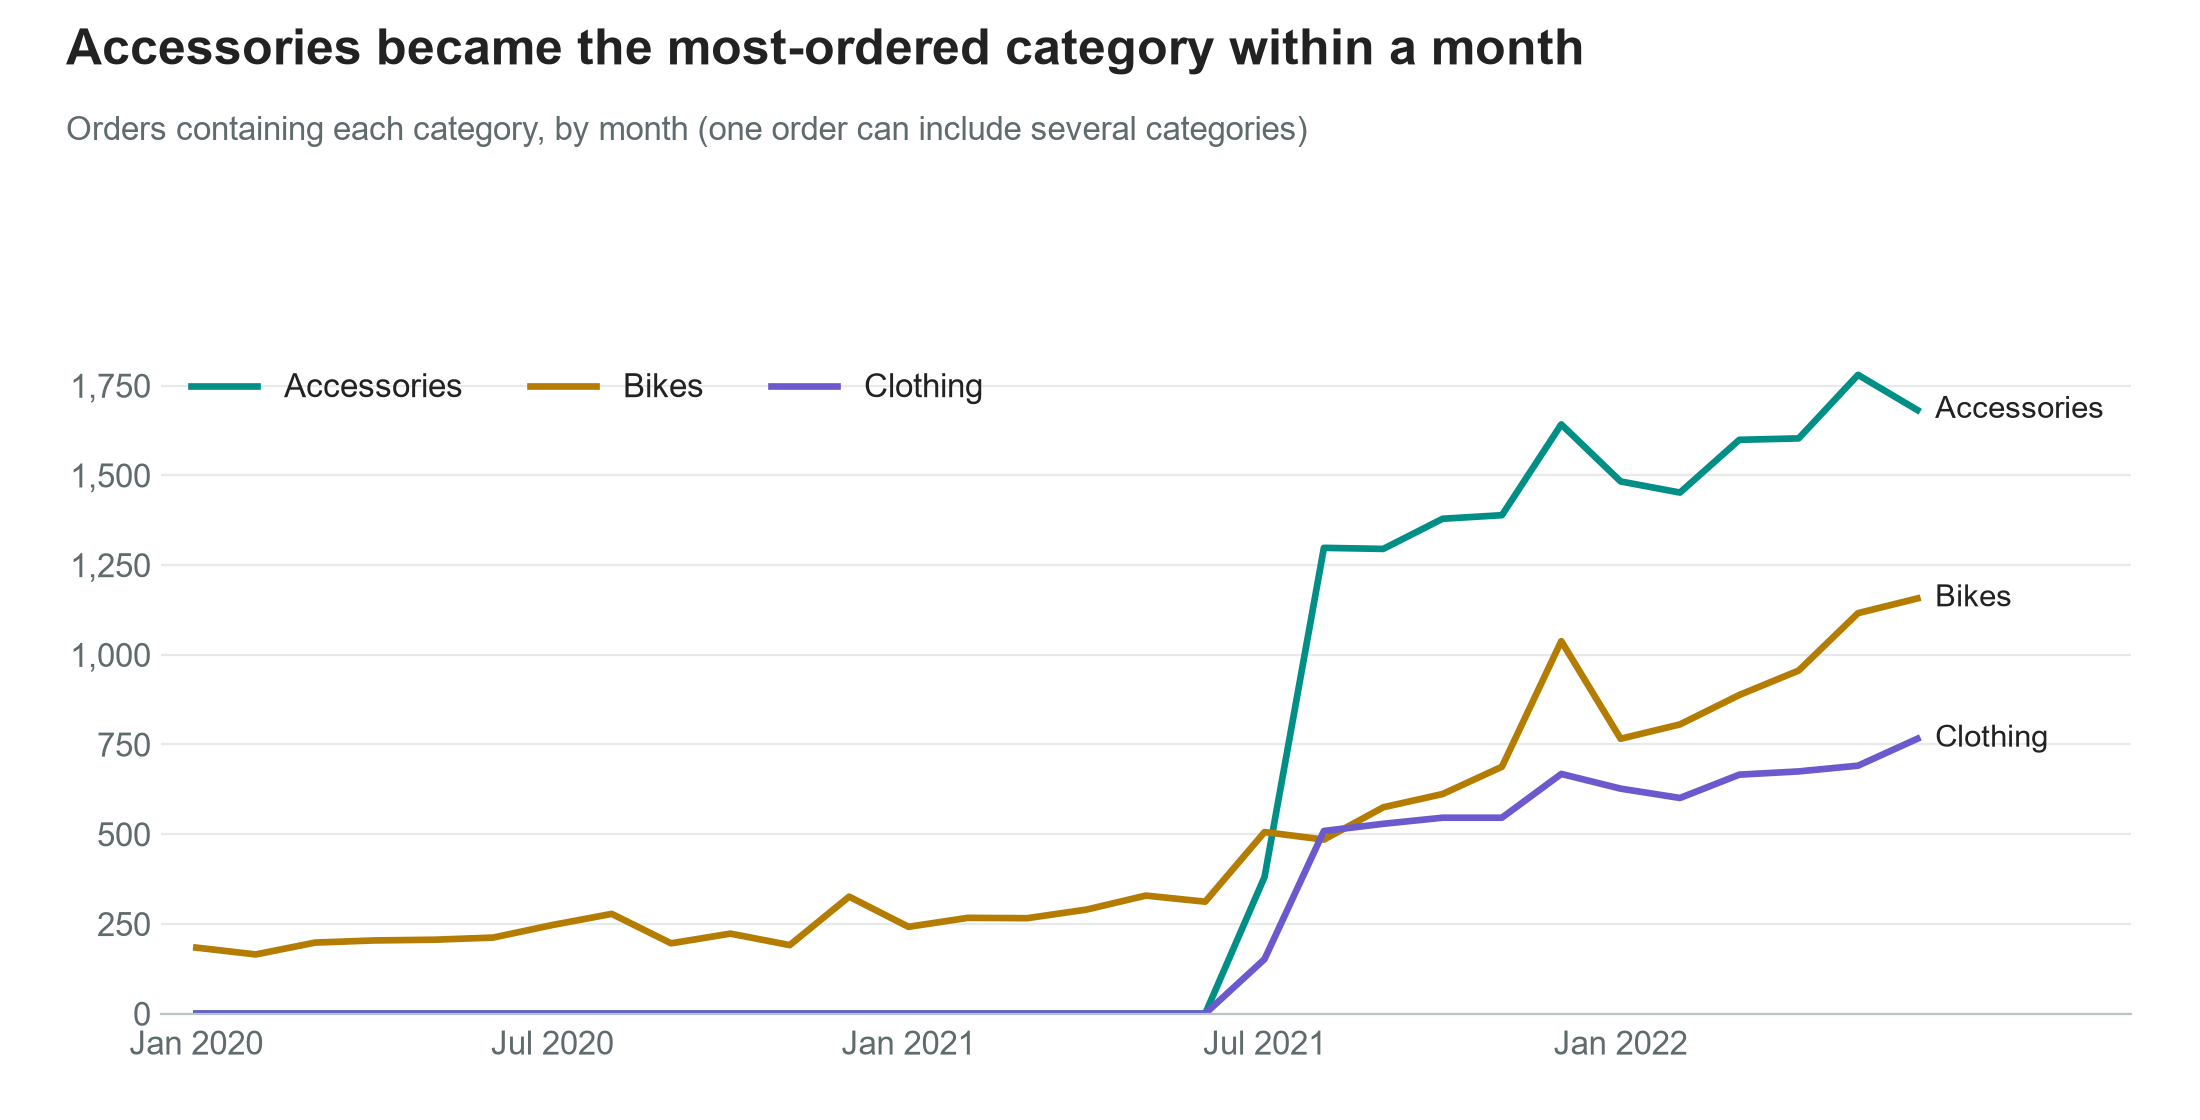 Accessories became the most-ordered category within a month
Orders containing each category, by month (one order can include several categories)
Accessories
Bikes
Clothing
1,750
1,500
1,250
1,000
750
500
250
0
Accessories
Bikes
Clothing
Jan 2020
Jul 2020
Jan 2021
Jul 2021
Jan 2022